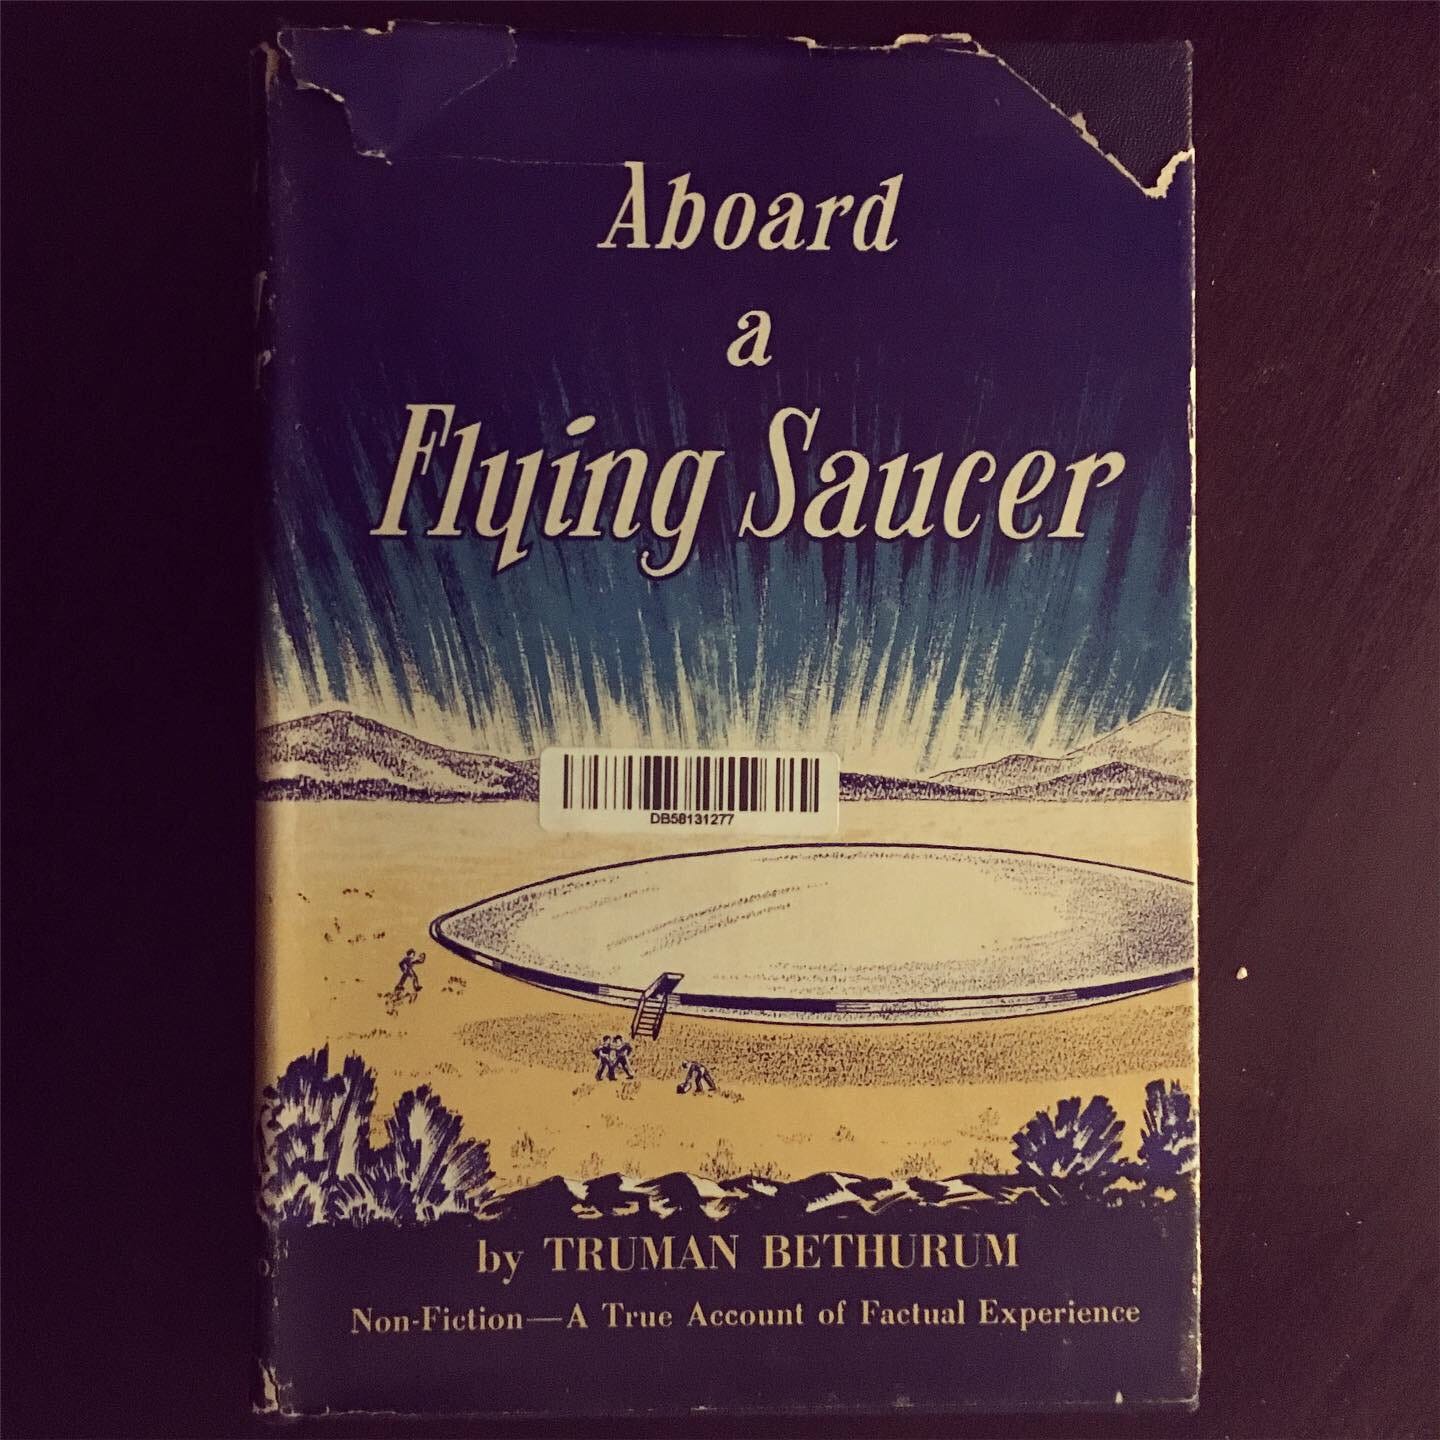 Aboard
a
Flying Saucer
DB58131277
by TRUMAN BETHURUM
Non-Fiction—A True Account of Factual Experience